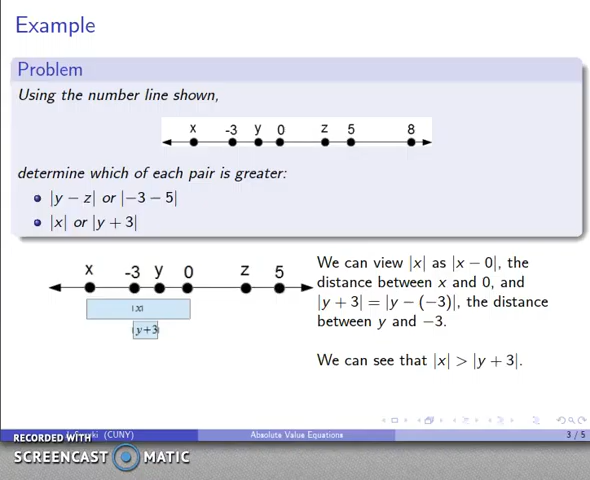 Example
Problem
Using the number line shown,
x -3 y 0 z 5 8
determine which of each pair is greater:
|y − z| or |−3 − 5|
|x| or |y + 3|
x -3 y 0 z 5
|x|
|y+3|
We can view |x| as |x − 0|, the
distance between x and 0, and
|y + 3| = |y − (−3)|, the distance
between y and −3.
We can see that |x| > |y + 3|.
(CUNY) Absolute Value Equations 3 / 5
RECORDED WITH
SCREENCAST MATIC